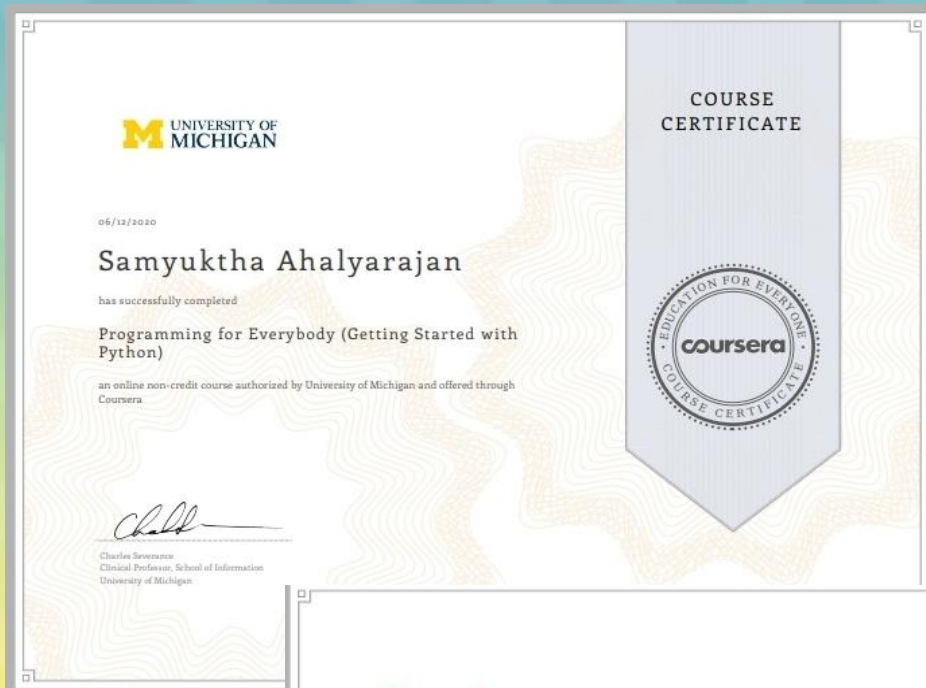 UNIVERSITY OF
MICHIGAN
COURSE
CERTIFICATE
06/12/2020
Samyuktha Ahalyarajan
has successfully completed
Programming for Everybody (Getting Started with
Python)
an online non-credit course authorized by University of Michigan and offered through
Coursera
EDUCATION FOR EVERYONE
coursera
COURSE CERTIFICATE
Charles Severance
Clinical Professor, School of Information
University of Michigan